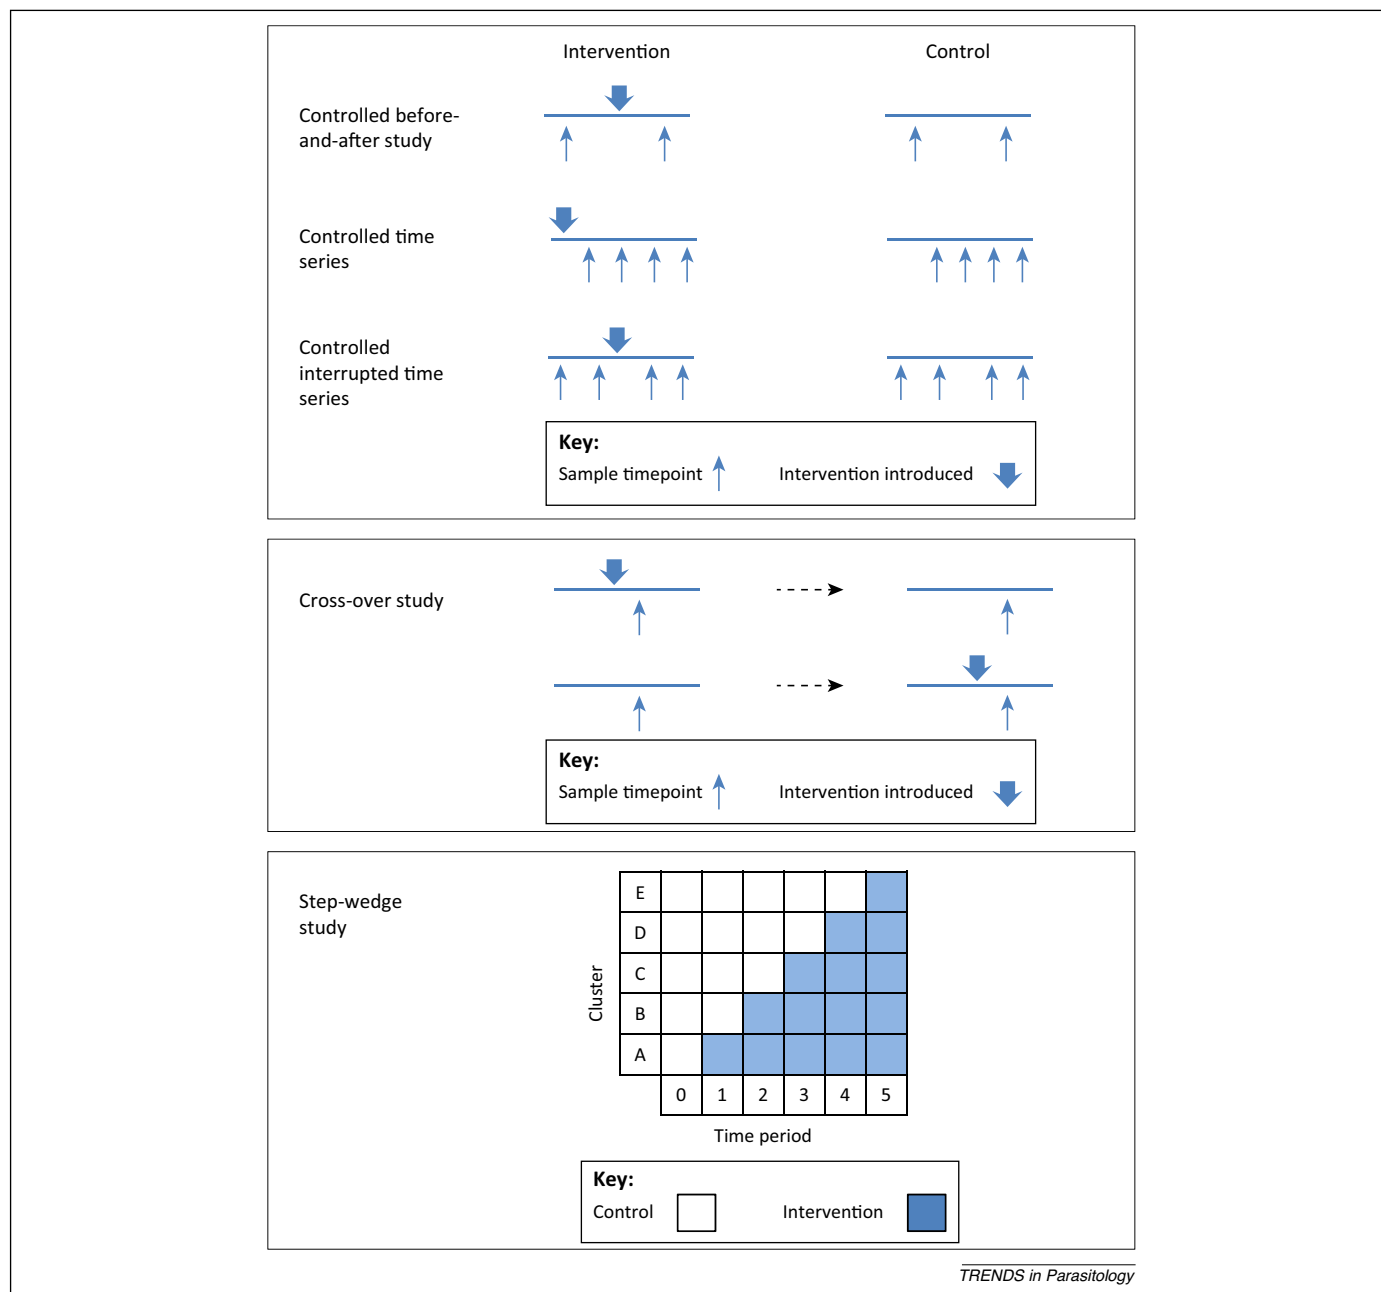 Intervention
Control
Controlled before-
and-after study
Controlled time
series
Controlled
interrupted time
series
Key:
Sample timepoint
Intervention introduced
Cross-over study
Key:
Sample timepoint
Intervention introduced
Step-wedge
study
Cluster
E
D
C
B
A
0 1 2 3 4 5
Time period
Key:
Control
Intervention
TRENDS in Parasitology